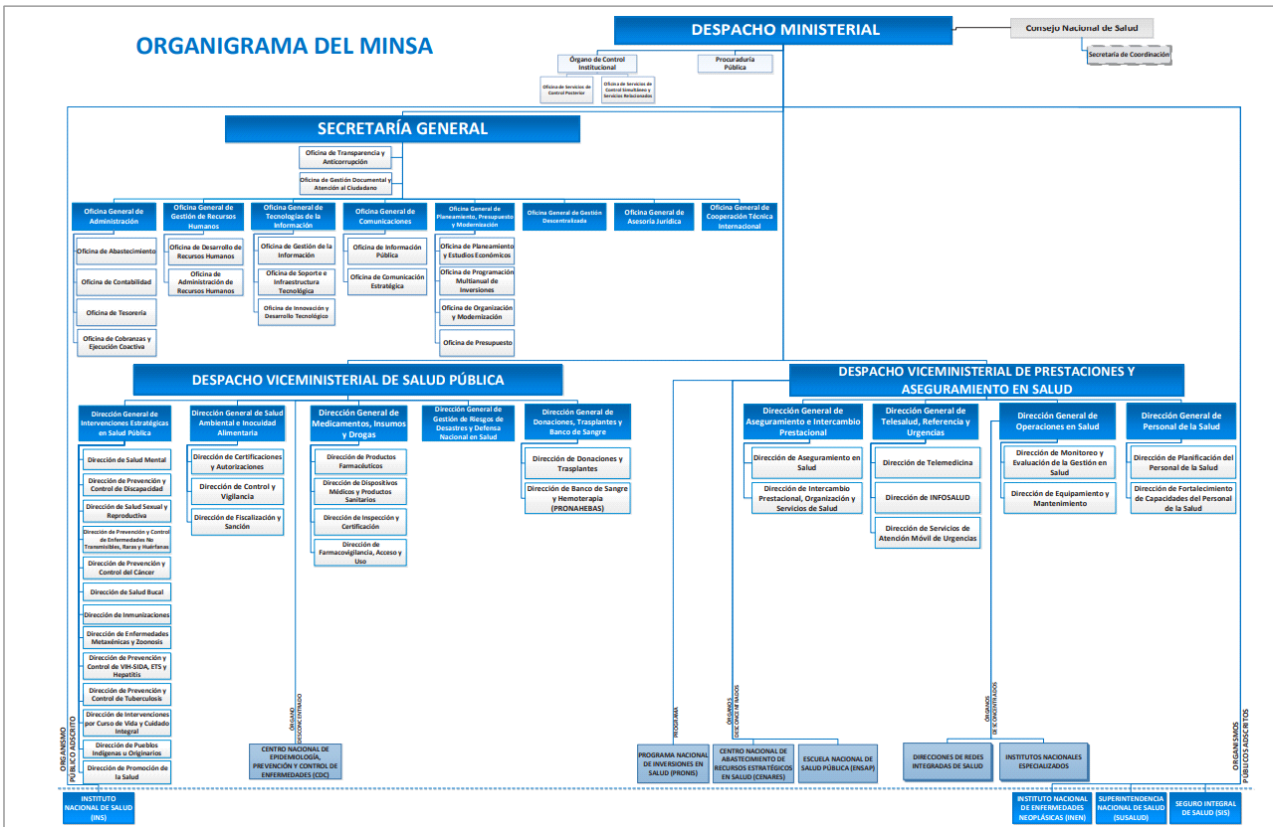 ORGANIGRAMA DEL MINSA
DESPACHO MINISTERIAL
Consejo Nacional de Salud
Secretaría de Coordinación
Órgano de Control
Institucional
Procuraduría
Pública
Oficina de Servicios de
Control Posterior
Oficina de Servicios de
Control Simultáneo y
Servicios Relacionados
SECRETARÍA GENERAL
Oficina de Transparencia y
Anticorrupción
Oficina de Gestión Documental y
Atención al Ciudadano
Oficina General de
Administración
Oficina de Abastecimiento
Oficina de Contabilidad
Oficina de Tesorería
Oficina de Cobranzas y
Ejecución Coactiva
Oficina General de
Gestión de Recursos
Humanos
Oficina de Desarrollo de
Recursos Humanos
Oficina de
Administración de
Recursos Humanos
Oficina General de
Tecnologías de la
Información
Oficina de Gestión de la
Información
Oficina de Soporte e
Infraestructura
Tecnológica
Oficina de Innovación y
Desarrollo Tecnológico
Oficina General de
Comunicaciones
Oficina de Información
Pública
Oficina de Comunicación
Estratégica
Oficina General de
Planeamiento, Presupuesto
y Modernización
Oficina de Planeamiento
y Estudios Económicos
Oficina de Programación
Multianual de
Inversiones
Oficina de Organización
y Modernización
Oficina de Presupuesto
Oficina General de Gestión
Descentralizada
Oficina General de
Asesoría Jurídica
Oficina General de
Cooperación Técnica
Internacional
DESPACHO VICEMINISTERIAL DE SALUD PÚBLICA
Dirección General de
Intervenciones Estratégicas
en Salud Pública
Dirección de Salud Mental
Dirección de Prevención y
Control de Discapacidad
Dirección de Salud Sexual y
Reproductiva
Dirección de Prevención y Control
de Enfermedades No
Transmisibles, Raras y Huérfanas
Dirección de Prevención y
Control del Cáncer
Dirección de Salud Bucal
Dirección de Inmunizaciones
Dirección de Enfermedades
Metaxénicas y Zoonosis
Dirección de Prevención y
Control de VIH-SIDA, ETS y
Hepatitis
Dirección de Prevención y
Control de Tuberculosis
Dirección de Intervenciones
por Curso de Vida y Cuidado
Integral
Dirección de Pueblos
Indígenas u Originarios
Dirección de Promoción de
la Salud
Dirección General de Salud
Ambiental e Inocuidad
Alimentaria
Dirección de Certificaciones
y Autorizaciones
Dirección de Control y
Vigilancia
Dirección de Fiscalización y
Sanción
Dirección General de
Medicamentos, Insumos
y Drogas
Dirección de Productos
Farmacéuticos
Dirección de Dispositivos
Médicos y Productos
Sanitarios
Dirección de Inspección y
Certificación
Dirección de
Farmacovigilancia, Acceso y
Uso
Dirección General de
Gestión de Riesgos de
Desastres y Defensa
Nacional en Salud
Dirección General de
Donaciones, Trasplantes y
Banco de Sangre
Dirección de Donaciones y
Trasplantes
Dirección de Banco de Sangre
y Hemoterapia
(PRONAHEBAS)
DESPACHO VICEMINISTERIAL DE PRESTACIONES Y
ASEGURAMIENTO EN SALUD
Dirección General de
Aseguramiento e Intercambio
Prestacional
Dirección de Aseguramiento en
Salud
Dirección de Intercambio
Prestacional, Organización y
Servicios de Salud
Dirección General de
Telesalud, Referencia y
Urgencias
Dirección de Telemedicina
Dirección de INFOSALUD
Dirección de Servicios de
Atención Móvil de Urgencias
Dirección General de
Operaciones en Salud
Dirección de Monitoreo y
Evaluación de la Gestión en
Salud
Dirección de Equipamiento y
Mantenimiento
Dirección General de
Personal de la Salud
Dirección de Planificación del
Personal de la Salud
Dirección de Fortalecimiento
de Capacidades del Personal
de la Salud
ORGANISMO
PÚBLICO ADSCRITO
ÓRGANO
DESCONCENTRADO
PROGRAMA
ÓRGANOS
DESCONCENTRADOS
ÓRGANOS
DESCONCENTRADOS
ORGANISMOS
PÚBLICOS ADSCRITOS
CENTRO NACIONAL DE
EPIDEMIOLOGÍA,
PREVENCIÓN Y CONTROL DE
ENFERMEDADES (CDC)
PROGRAMA NACIONAL
DE INVERSIONES EN
SALUD (PRONIS)
CENTRO NACIONAL DE
ABASTECIMIENTO DE
RECURSOS ESTRATÉGICOS
EN SALUD (CENARES)
ESCUELA NACIONAL DE
SALUD PÚBLICA (ENSAP)
DIRECCIONES DE REDES
INTEGRADAS DE SALUD
INSTITUTOS NACIONALES
ESPECIALIZADOS
INSTITUTO
NACIONAL DE SALUD
(INS)
INSTITUTO NACIONAL
DE ENFERMEDADES
NEOPLÁSICAS (INEN)
SUPERINTENDENCIA
NACIONAL DE SALUD
(SUSALUD)
SEGURO INTEGRAL
DE SALUD (SIS)